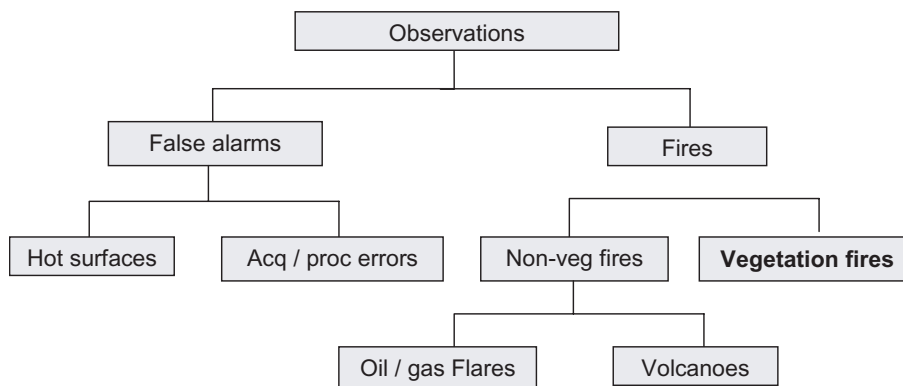 Observations
False alarms
Fires
Hot surfaces
Acq / proc errors
Non-veg fires
Vegetation fires
Oil / gas Flares
Volcanoes